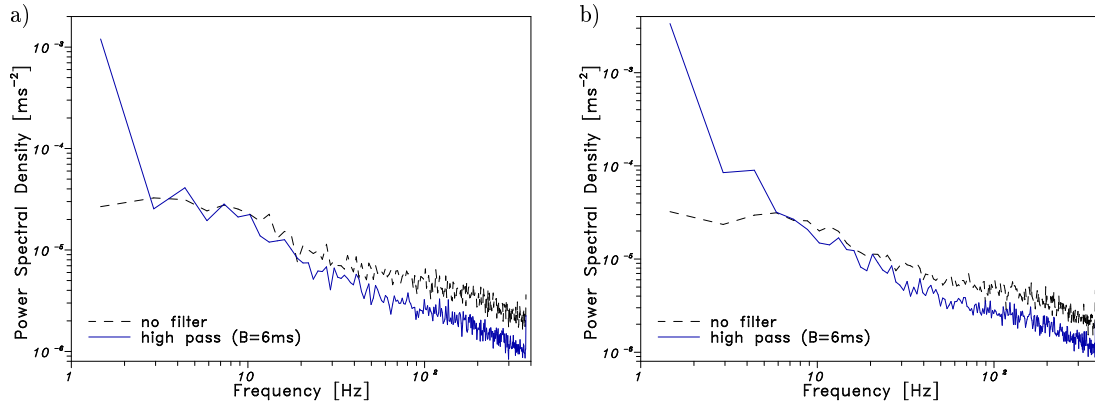 a)
Power Spectral Density [ms⁻²]
10⁻³
10⁻⁴
10⁻⁵
10⁻⁶
no filter
high pass (B=6ms)
1
10
10²
Frequency [Hz]
b)
Power Spectral Density [ms⁻²]
10⁻³
10⁻⁴
10⁻⁵
10⁻⁶
no filter
high pass (B=6ms)
1
10
10²
Frequency [Hz]